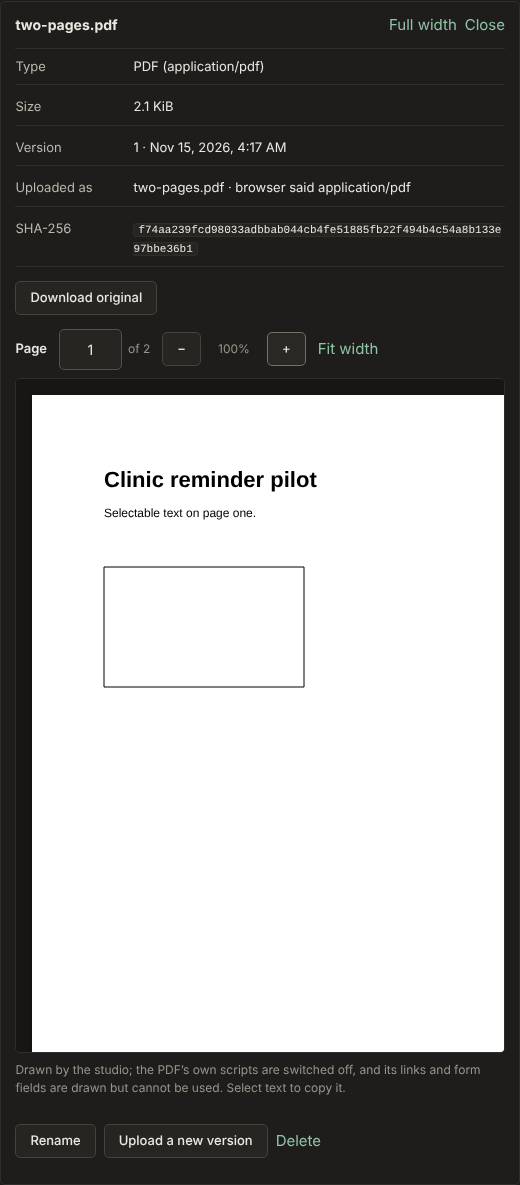 two-pages.pdf Full width Close
Type PDF (application/pdf)
Size 2.1 KiB
Version 1 · Nov 15, 2026, 4:17 AM
Uploaded as two-pages.pdf · browser said application/pdf
SHA-256 f74aa239fcd98033adbbab044cb4fe51885fb22f494b4c54a8b133e
97bbe36b1
Download original
Page 1 of 2 − 100% + Fit width
Clinic reminder pilot
Selectable text on page one.
Drawn by the studio; the PDF’s own scripts are switched off, and its links and form
fields are drawn but cannot be used. Select text to copy it.
Rename Upload a new version Delete